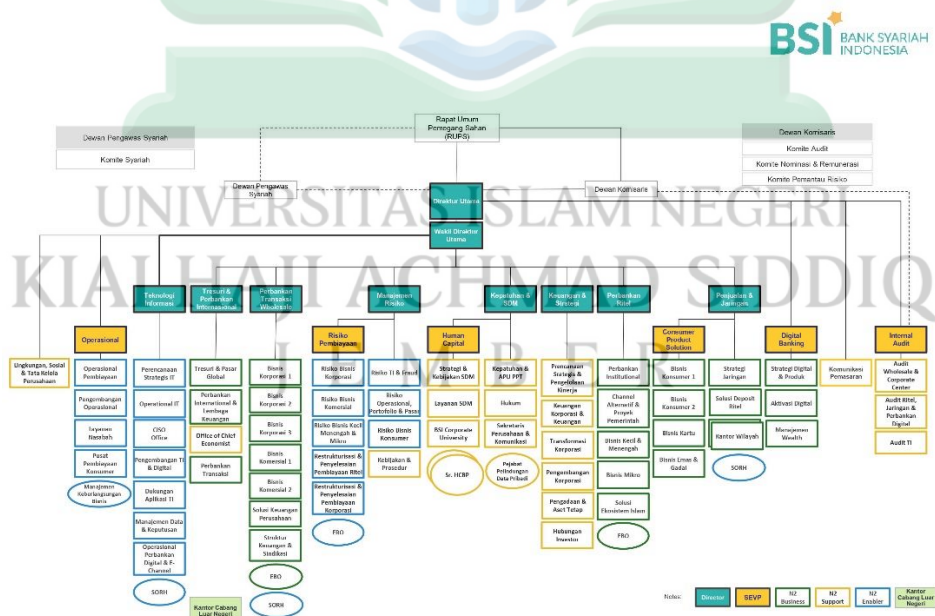 BSI BANK SYARIAH
INDONESIA
Rapat Umum
Pemegang Sahan
(RUPS)
Dewan Pengawas Syariah
Komite Syariah
Dewan Komisaris
Komite Audit
Komite Nominasi & Remunerasi
Komite Pemantau Risiko
Dewan Pengawas
Syariah
Direktur Utama
Dewan Komisaris
UNIVERSITAS ISLAM NEGERI
Wakil Direktur
Utama
KIAI HAJI ACHMAD SIDDIQ
JEMBER
Teknologi
Informasi
Tresuri &
Perbankan
Internasional
Perbankan
Transaksi
Wholesale
Manajemen
Risiko
Kepatuhan &
SDM
Keuangan &
Strategi
Perbankan
Ritel
Penjualan &
Jaringan
Operasional
Risiko
Pembiayaan
Human
Capital
Consumer
Product
Solution
Digital
Banking
Internal
Audit
Lingkungan, Sosial
& Tata Kelola
Perusahaan
Operasional
Pembiayaan
Pengembangan
Operasional
Layanan
Nasabah
Pusat
Pembiayaan
Konsumen
Manajemen
Keberlangsungan
Bisnis
Perencanaan
Strategis IT
Operasional IT
CISO
Office
Pengembangan TI
& Digital
Dukungan
Aplikasi TI
Manajemen Data
& Keputusan
Operasional
Perbankan
Digital & E-
Channel
SORH
Tresuri & Pasar
Global
Perbankan
International &
Lembaga
Keuangan
Office of Chief
Economist
Perbankan
Transaksi
Kantor Cabang
Luar Negeri
Bisnis
Korporasi 1
Bisnis
Korporasi 2
Bisnis
Korporasi 3
Bisnis
Komersial 1
Bisnis
Komersial 2
Solusi Keuangan
Perusahaan
Struktur
Keuangan &
Sindikasi
FBO
SORH
Risiko Bisnis
Korporasi
Risiko Bisnis
Komersial
Risiko Bisnis Kecil
Menengah &
Mikro
Restrukturisasi &
Penyelesaian
Pembiayaan Ritel
Restrukturisasi &
Penyelesaian
Pembiayaan
Korporasi
FBO
Risiko TI & Fraud
Risiko
Operasional,
Portofolio & Pasar
Risiko Bisnis
Konsumer
Kebijakan &
Prosedur
Strategi &
Kebijakan SDM
Layanan SDM
BSI Corporate
University
Sr. HCBP
Kepatuhan &
APU PPT
Hukum
Sekretaris
Perusahaan &
Komunikasi
Pejabat
Pelindungan
Data Pribadi
Perencanaan
Strategis &
Pengelolaan
Kinerja
Keuangan
Korporasi &
Keuangan
Transformasi
Korporasi
Pengembangan
Korporasi
Pengadaan &
Aset Tetap
Hubungan
Investor
Perbankan
Institutional
Channel
Alternatif &
Proyek
Pemerintah
Bisnis Kecil &
Menengah
Bisnis Mikro
Solusi
Ekosistem Islam
FBO
Bisnis
Konsumer 1
Bisnis
Konsumer 2
Bisnis Kartu
Bisnis Emas &
Gadai
Strategi
Jaringan
Solusi Deposit
Ritel
Kantor Wilayah
SORH
Strategi Digital
& Produk
Aktivasi Digital
Manajemen
Wealth
Komunikasi
Pemasaran
Audit
Wholesale &
Corporate
Center
Audit Ritel,
Jaringan &
Perbankan
Digital
Audit TI
Notes:
Director
SEVP
N2
Business
N2
Support
N2
Enabler
Kantor
Cabang Luar
Negeri